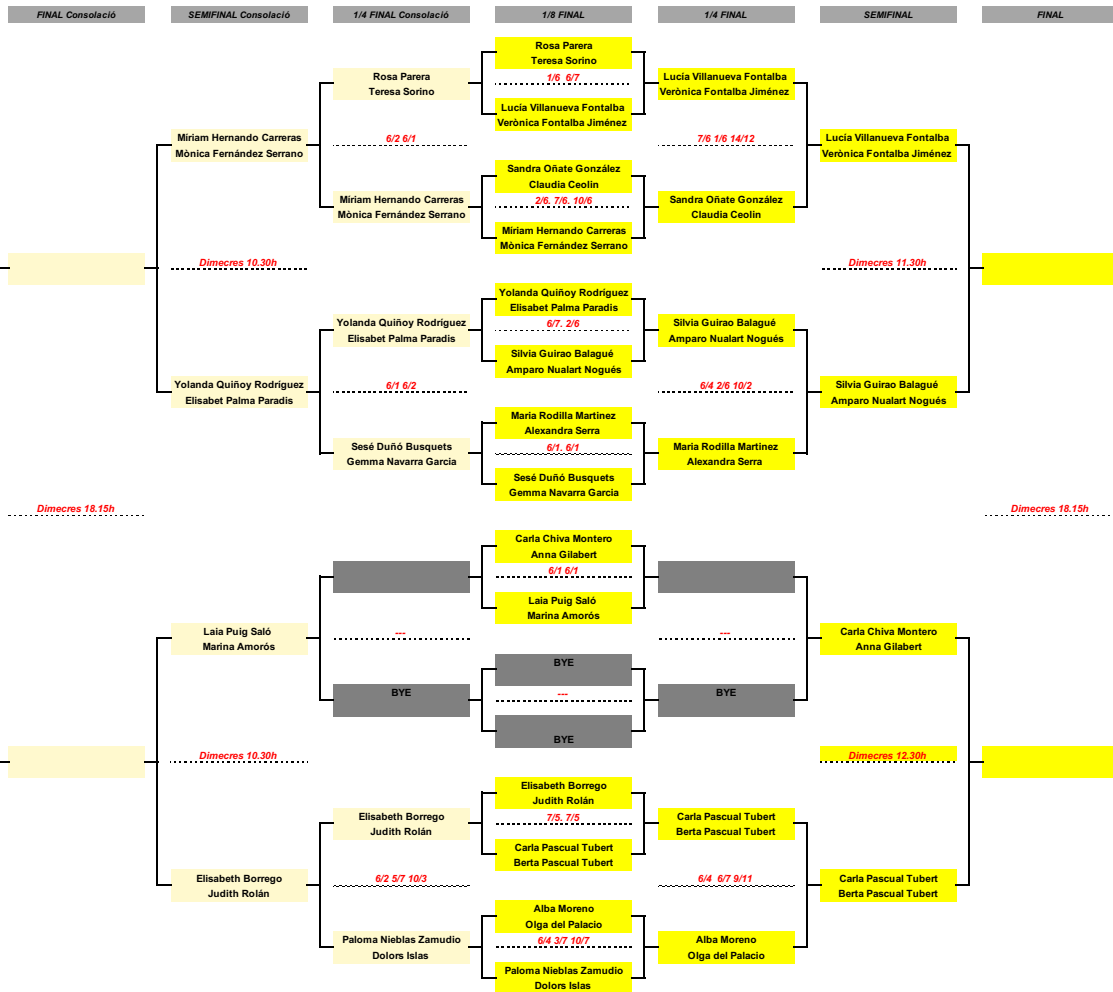 FINAL Consolació
SEMIFINAL Consolació
1/4 FINAL Consolació
1/8 FINAL
1/4 FINAL
SEMIFINAL
FINAL
Rosa Parera
Teresa Sorino
Rosa Parera
Teresa Sorino
1/6 6/7
Lucía Villanueva Fontalba
Verònica Fontalba Jiménez
Lucía Villanueva Fontalba
Verònica Fontalba Jiménez
Míriam Hernando Carreras
Mònica Fernández Serrano
6/2 6/1
7/6 1/6 14/12
Lucía Villanueva Fontalba
Verònica Fontalba Jiménez
Sandra Oñate González
Claudia Ceolin
Míriam Hernando Carreras
Mònica Fernández Serrano
2/6. 7/6. 10/6
Sandra Oñate González
Claudia Ceolin
Míriam Hernando Carreras
Mònica Fernández Serrano
Dimecres 10.30h
Dimecres 11.30h
Yolanda Quiñoy Rodríguez
Elisabet Palma Paradis
Yolanda Quiñoy Rodríguez
Elisabet Palma Paradis
6/7. 2/6
Silvia Guirao Balagué
Amparo Nualart Nogués
Silvia Guirao Balagué
Amparo Nualart Nogués
Yolanda Quiñoy Rodríguez
Elisabet Palma Paradis
6/1 6/2
6/4 2/6 10/2
Silvia Guirao Balagué
Amparo Nualart Nogués
Maria Rodilla Martinez
Alexandra Serra
Sesé Duñó Busquets
Gemma Navarra Garcia
6/1. 6/1
Maria Rodilla Martinez
Alexandra Serra
Sesé Duñó Busquets
Gemma Navarra Garcia
Dimecres 18.15h
Dimecres 18.15h
Carla Chiva Montero
Anna Gilabert
6/1 6/1
Laia Puig Saló
Marina Amorós
Laia Puig Saló
Marina Amorós
---
---
Carla Chiva Montero
Anna Gilabert
BYE
BYE
---
BYE
BYE
Dimecres 10.30h
Dimecres 12.30h
Elisabeth Borrego
Judith Rolán
Elisabeth Borrego
Judith Rolán
7/5. 7/5
Carla Pascual Tubert
Berta Pascual Tubert
Carla Pascual Tubert
Berta Pascual Tubert
Elisabeth Borrego
Judith Rolán
6/2 5/7 10/3
6/4 6/7 9/11
Carla Pascual Tubert
Berta Pascual Tubert
Alba Moreno
Olga del Palacio
Paloma Nieblas Zamudio
Dolors Islas
6/4 3/7 10/7
Alba Moreno
Olga del Palacio
Paloma Nieblas Zamudio
Dolors Islas